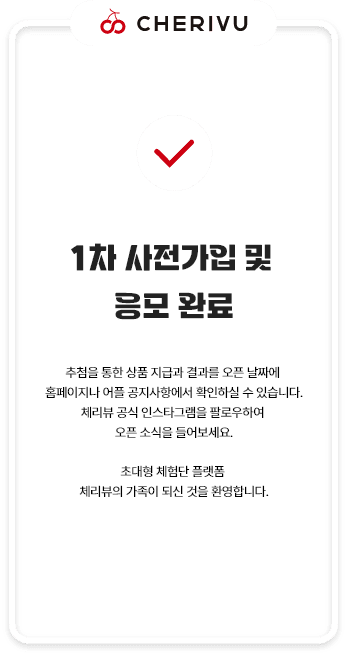 CHERIVU
1차 사전가입 및
응모 완료
추첨을 통한 상품 지급과 결과를 오픈 날짜에
홈페이지나 어플 공지사항에서 확인하실 수 있습니다.
체리뷰 공식 인스타그램을 팔로우하여
오픈 소식을 들어보세요.
초대형 체험단 플랫폼
체리뷰의 가족이 되신 것을 환영합니다.